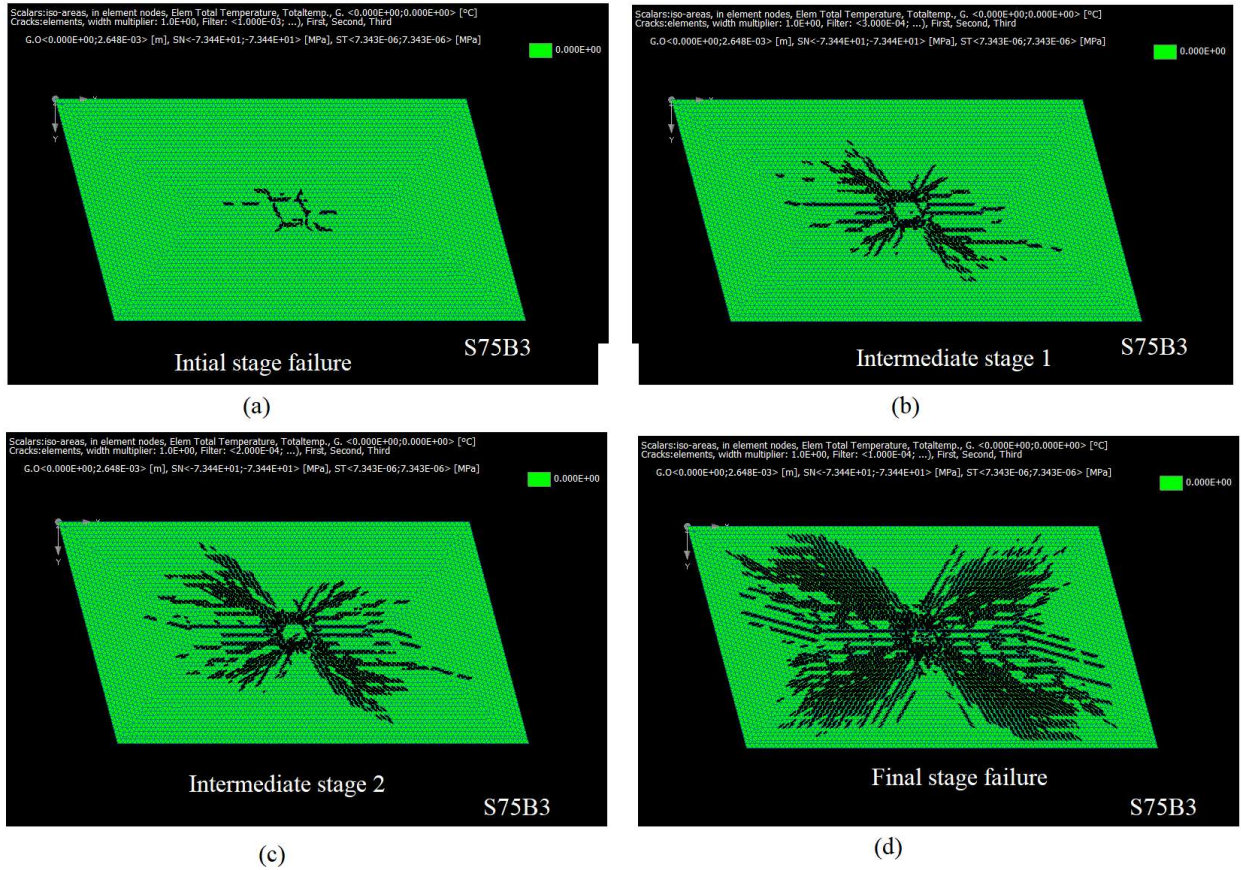 Scalars:iso-areas, in element nodes, Elem Total Temperature, Totaltemp., G. <0.000E+00;0.000E+00> [°C]
Cracks:elements, width multiplier: 1.0E+00, Filter: <1.000E-03; ...), First, Second, Third
G.O<0.000E+00;2.648E-03> [m], SN<-7.344E+01;-7.344E+01> [MPa], ST<7.343E-06;7.343E-06> [MPa]
0.000E+00
Y
S75B3
Intial stage failure
(a)
Scalars:iso-areas, in element nodes, Elem Total Temperature, Totaltemp., G. <0.000E+00;0.000E+00> [°C]
Cracks:elements, width multiplier: 1.0E+00, Filter: <3.000E-04; ...), First, Second, Third
G.O<0.000E+00;2.648E-03> [m], SN<-7.344E+01;-7.344E+01> [MPa], ST<7.343E-06;7.343E-06> [MPa]
0.000E+00
Y
S75B3
Intermediate stage 1
(b)
Scalars:iso-areas, in element nodes, Elem Total Temperature, Totaltemp., G. <0.000E+00;0.000E+00> [°C]
Cracks:elements, width multiplier: 1.0E+00, Filter: <2.000E-04; ...), First, Second, Third
G.O<0.000E+00;2.648E-03> [m], SN<-7.344E+01;-7.344E+01> [MPa], ST<7.343E-06;7.343E-06> [MPa]
0.000E+00
Y
Intermediate stage 2
S75B3
(c)
Scalars:iso-areas, in element nodes, Elem Total Temperature, Totaltemp., G. <0.000E+00;0.000E+00> [°C]
Cracks:elements, width multiplier: 1.0E+00, Filter: <1.000E-04; ...), First, Second, Third
G.O<0.000E+00;2.648E-03> [m], SN<-7.344E+01;-7.344E+01> [MPa], ST<7.343E-06;7.343E-06> [MPa]
0.000E+00
Y
Final stage failure
S75B3
(d)